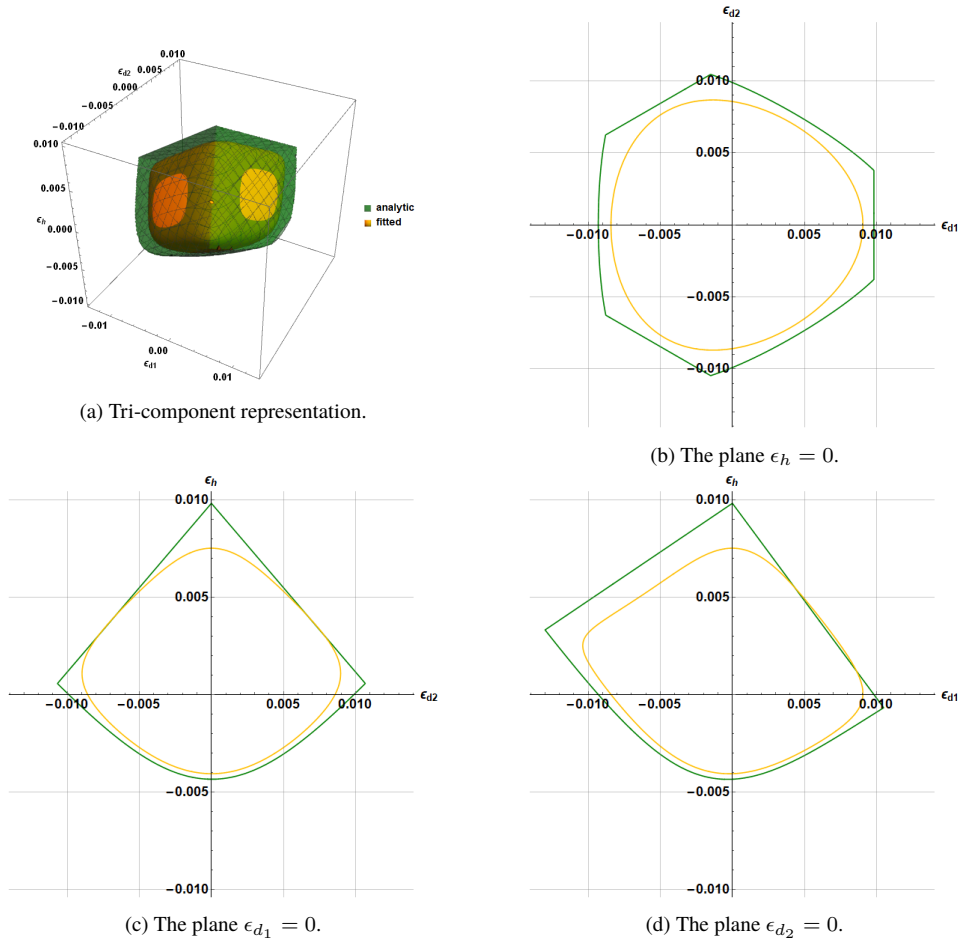 0.010
ϵd2 0.005
0.000
−0.005
−0.010
0.010
0.005
ϵh 0.000
−0.005
−0.010
−0.01
0.00
ϵd1
0.01
analytic
fitted
(a) Tri-component representation.
ϵd2
0.010
0.005
−0.010 −0.005 0.005 0.010 ϵd1
−0.005
−0.010
(b) The plane ϵh = 0.
ϵh
0.010
0.005
−0.010 −0.005 0.005 0.010 ϵd2
−0.005
−0.010
(c) The plane ϵd1 = 0.
ϵh
0.010
0.005
−0.010 −0.005 0.005 0.010 ϵd1
−0.005
−0.010
(d) The plane ϵd2 = 0.